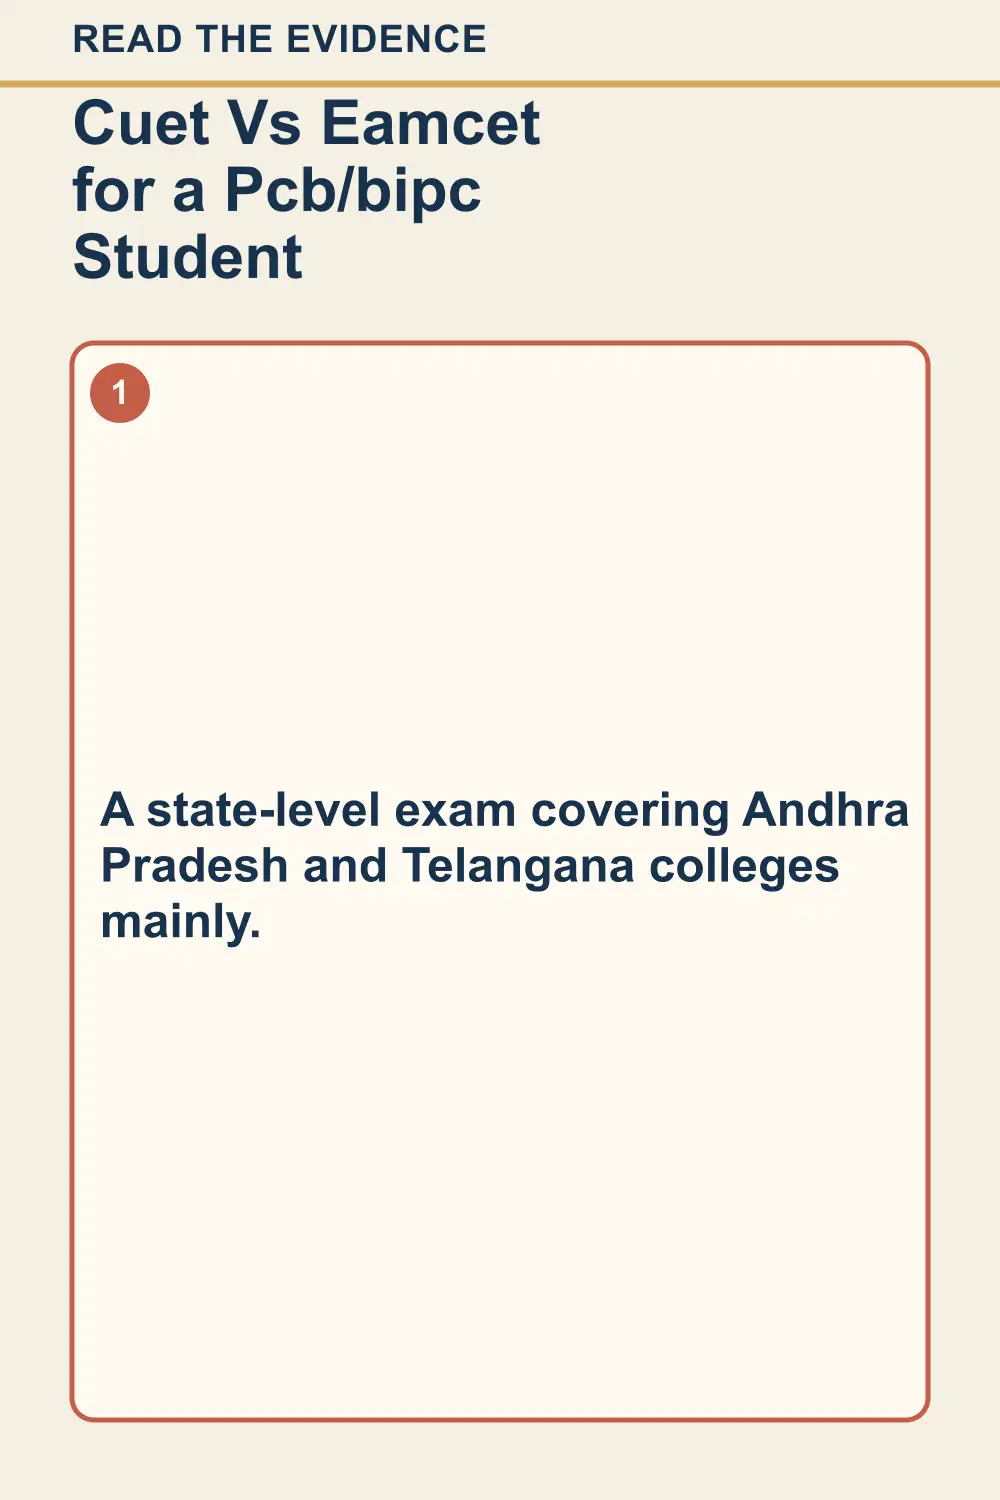 READ THE EVIDENCE
Cuet Vs Eamcet
for a Pcb/bipc
Student
1
A state-level exam covering Andhra
Pradesh and Telangana colleges
mainly.